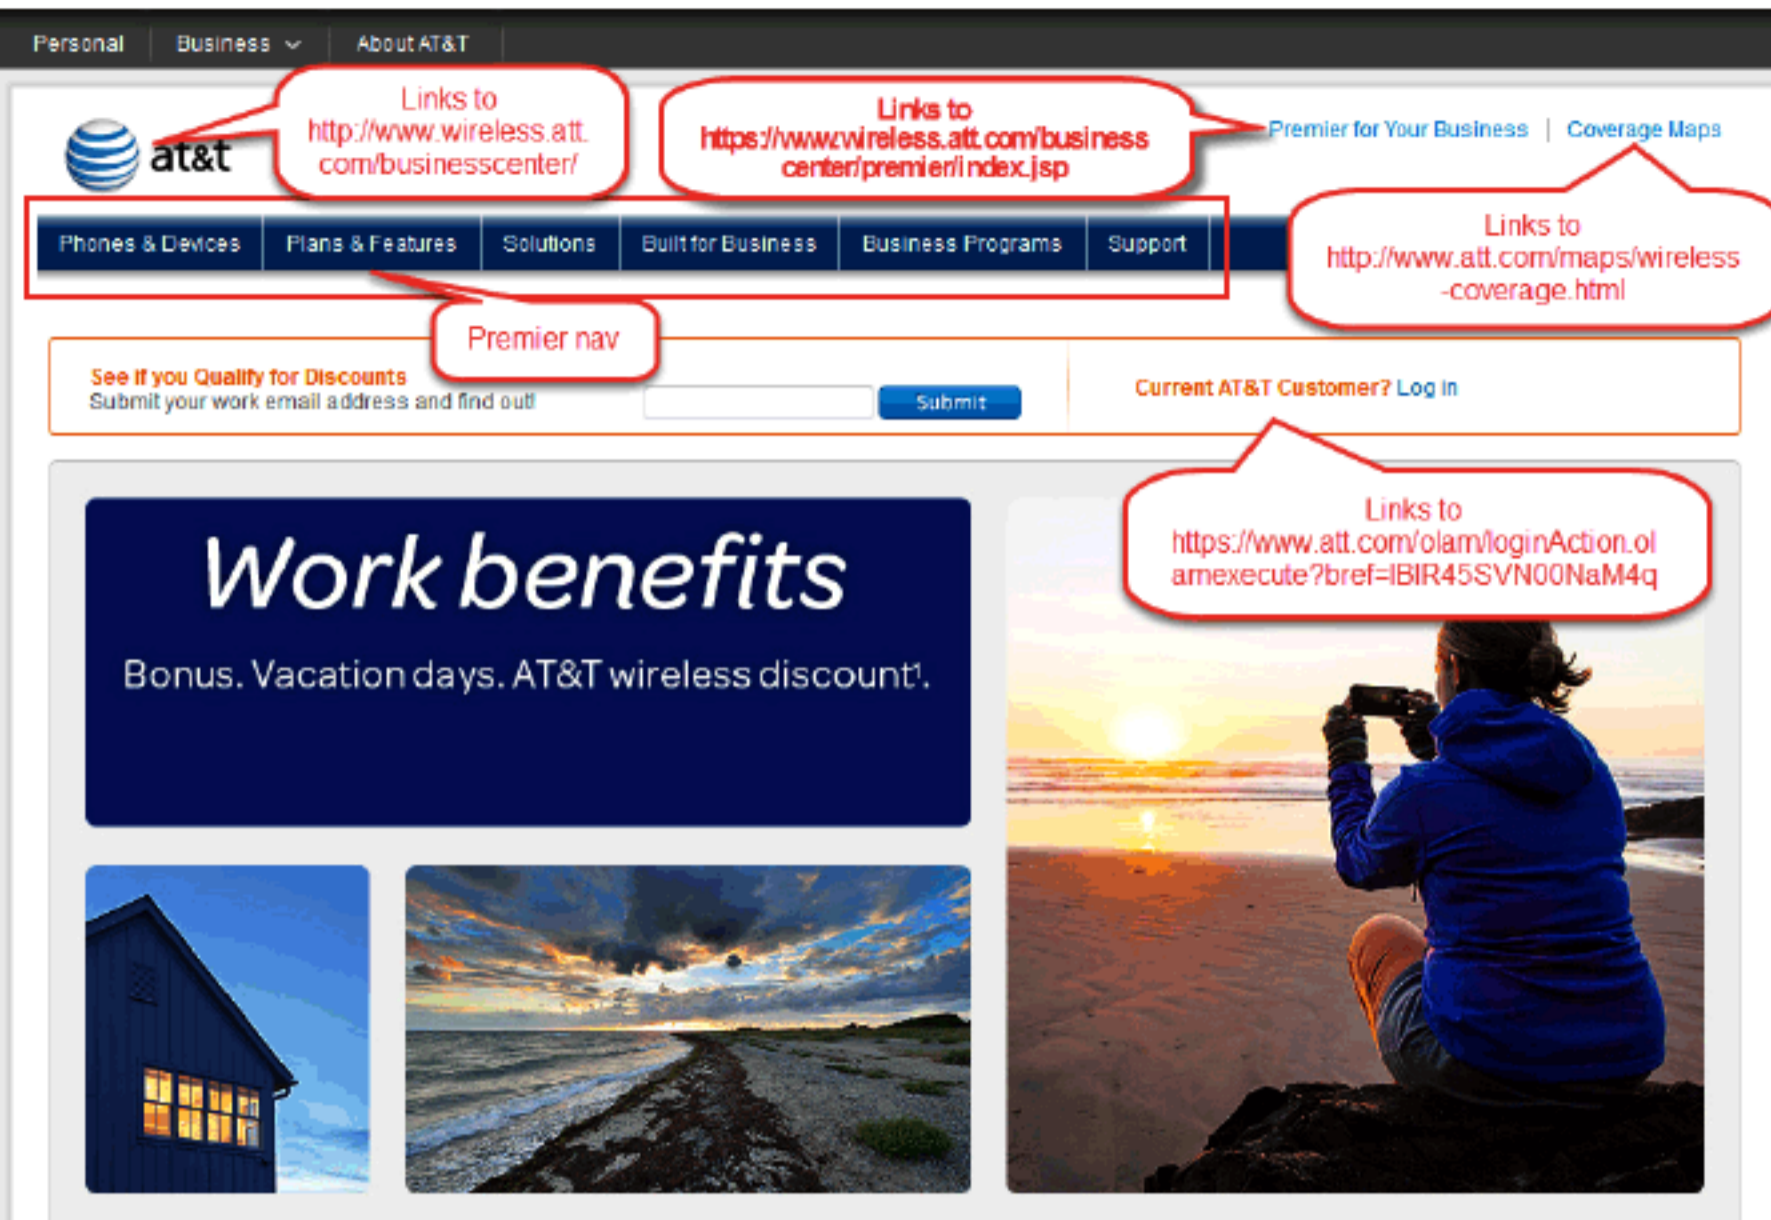 Personal
Business
About AT&T
Links to
http://www.wireless.att.
com/businesscenter/
Links to
https://www.wireless.att.com/business
center/premier/index.jsp
Premier for Your Business | Coverage Maps
at&t
Links to
http://www.att.com/maps/wireless
-coverage.html
Phones & Devices
Plans & Features
Solutions
Built for Business
Business Programs
Support
Premier nav
See if you Qualify for Discounts
Submit your work email address and find out!
Submit
Current AT&T Customer? Log in
Links to
https://www.att.com/olam/loginAction.ol
amexecute?bref=IBIR45SVN00NaM4q
Work benefits
Bonus. Vacation days. AT&T wireless discount¹.